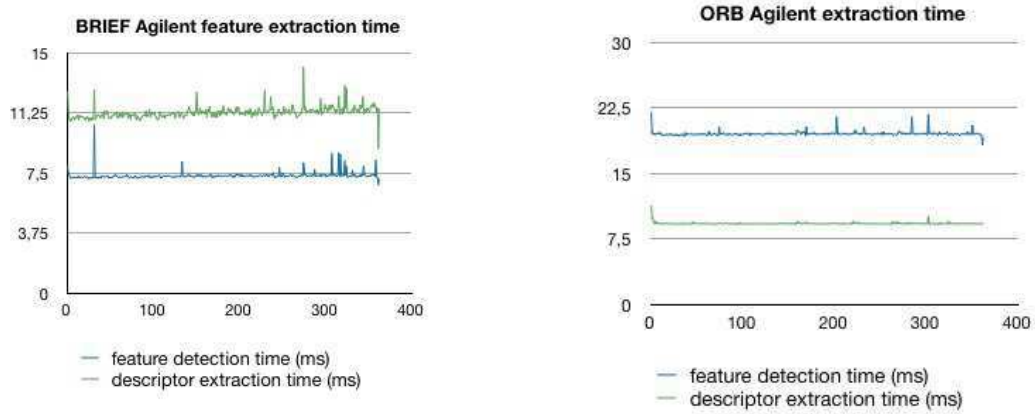 BRIEF Agilent feature extraction time
15
11,25
7,5
3,75
0
0 100 200 300 400
feature detection time (ms)
descriptor extraction time (ms)
ORB Agilent extraction time
30
22,5
15
7,5
0
0 100 200 300 400
feature detection time (ms)
descriptor extraction time (ms)